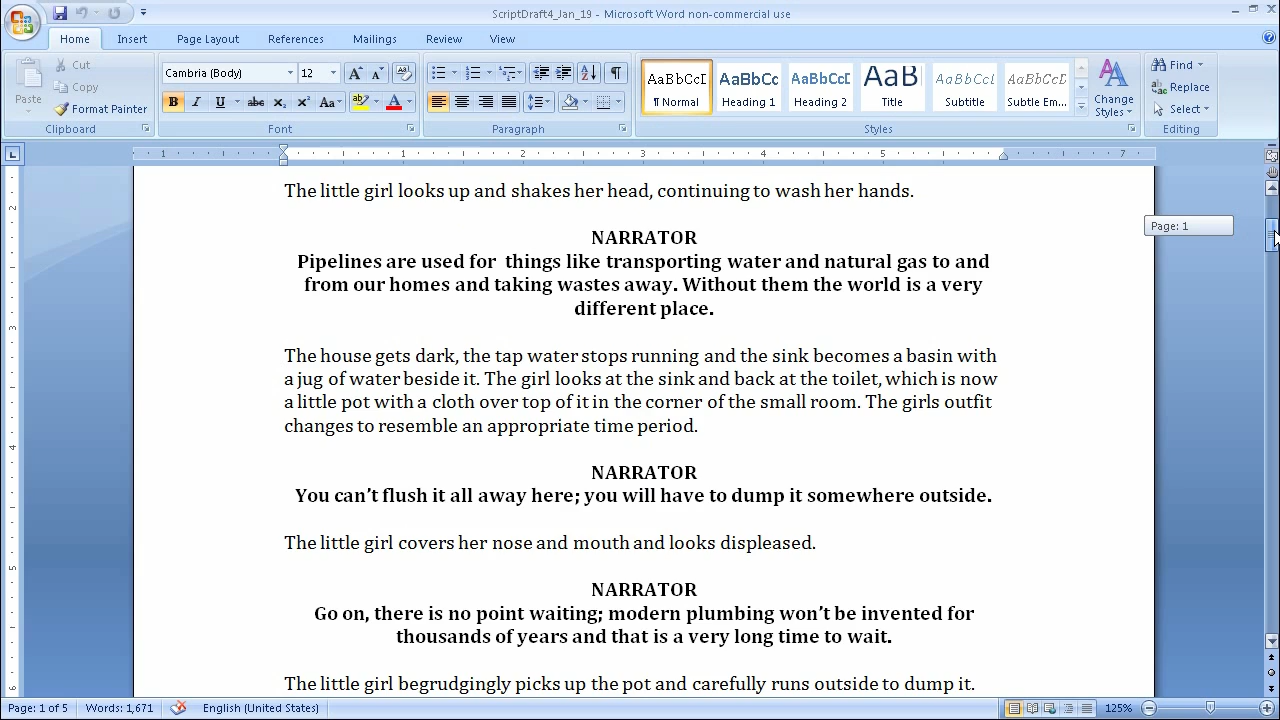 ScriptDraft4_Jan_19 - Microsoft Word non-commercial use
Home Insert Page Layout References Mailings Review View
Paste
Cut
Copy
Format Painter
Clipboard
Cambria (Body) 12
Font
Paragraph
AaBbCcD AaBbCc AaBbCcD AaB AaBbCcL AaBbCcL
¶ Normal Heading 1 Heading 2 Title Subtitle Subtle Em...
Change Styles
Styles
Find
Replace
Select
Editing
1 1 2 3 4 5 7
The little girl looks up and shakes her head, continuing to wash her hands.
Page: 1
NARRATOR
Pipelines are used for  things like transporting water and natural gas to and
from our homes and taking wastes away. Without them the world is a very
different place.
The house gets dark, the tap water stops running and the sink becomes a basin with
a jug of water beside it. The girl looks at the sink and back at the toilet, which is now
a little pot with a cloth over top of it in the corner of the small room. The girls outfit
changes to resemble an appropriate time period.
NARRATOR
You can’t flush it all away here; you will have to dump it somewhere outside.
The little girl covers her nose and mouth and looks displeased.
NARRATOR
Go on, there is no point waiting; modern plumbing won’t be invented for
thousands of years and that is a very long time to wait.
The little girl begrudgingly picks up the pot and carefully runs outside to dump it.
Page: 1 of 5 Words: 1,671 English (United States) 125%